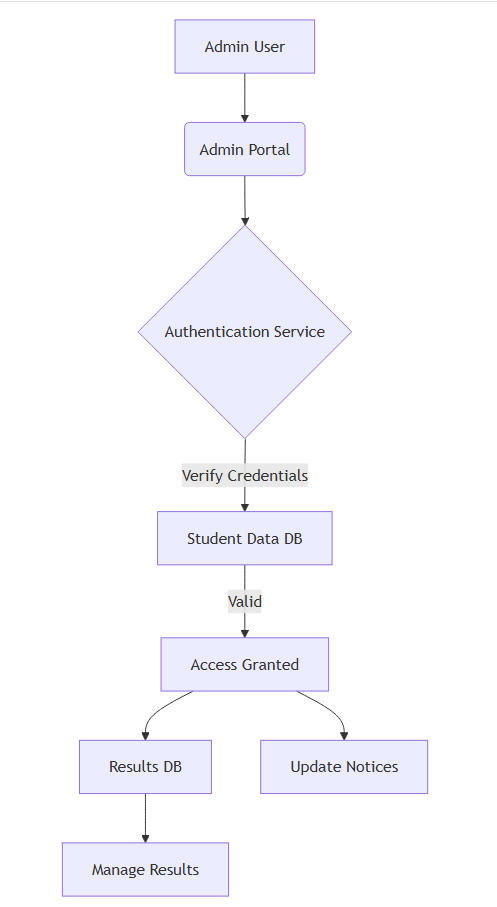 Admin User
Admin Portal
Authentication Service
Verify Credentials
Student Data DB
Valid
Access Granted
Results DB
Update Notices
Manage Results